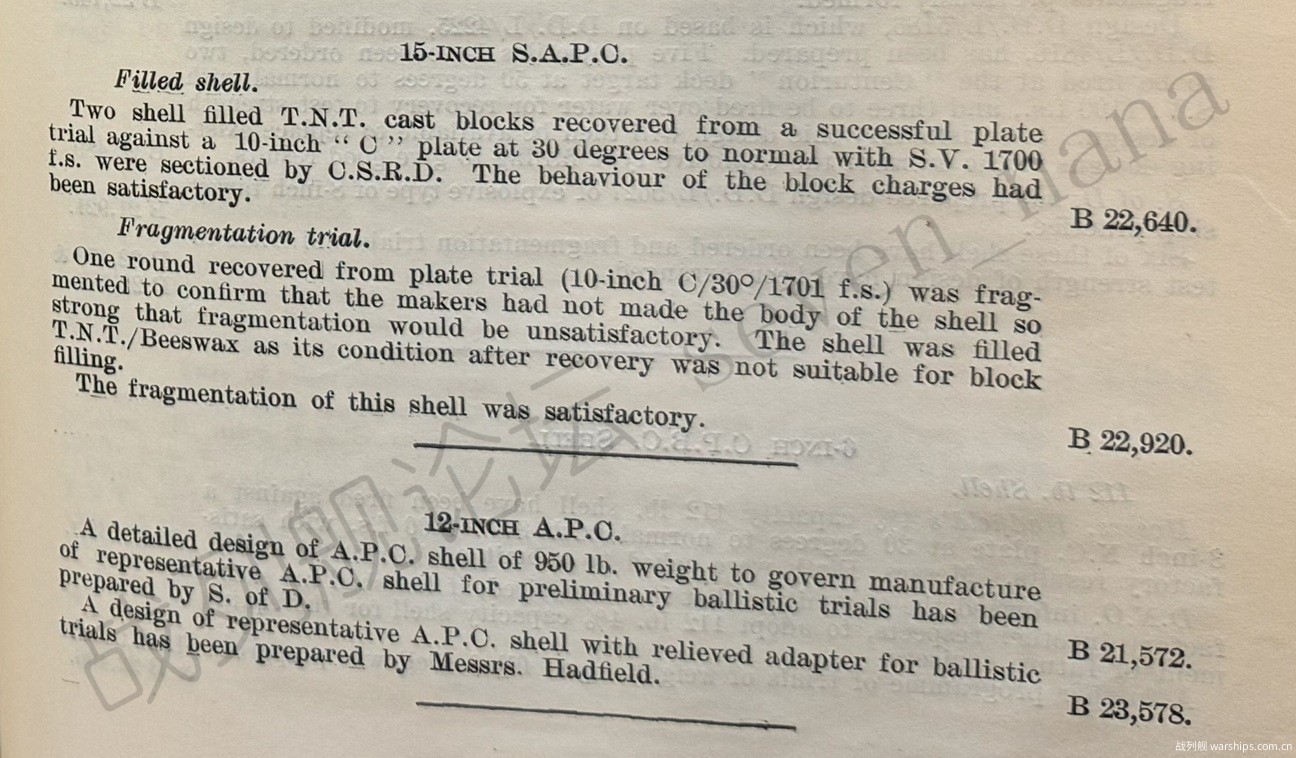 15-INCH S.A.P.C.
Filled shell.
Two shell filled T.N.T. cast blocks recovered from a successful plate
trial against a 10-inch “ C ” plate at 30 degrees to normal with S.V. 1700
f.s. were sectioned by C.S.R.D. The behaviour of the block charges had
been satisfactory.
B 22,640.
Fragmentation trial.
One round recovered from plate trial (10-inch C/30°/1701 f.s.) was frag-
mented to confirm that the makers had not made the body of the shell so
strong that fragmentation would be unsatisfactory. The shell was filled
T.N.T./Beeswax as its condition after recovery was not suitable for block
filling.
The fragmentation of this shell was satisfactory.
B 22,920.
12-INCH A.P.C.
A detailed design of A.P.C. shell of 950 lb. weight to govern manufacture
of representative A.P.C. shell for preliminary ballistic trials has been
prepared by S. of D.
B 21,572.
A design of representative A.P.C. shell with relieved adapter for ballistic
trials has been prepared by Messrs. Hadfield.
B 23,578.
战列舰论坛 seven_nana
战列舰 warships.com.cn